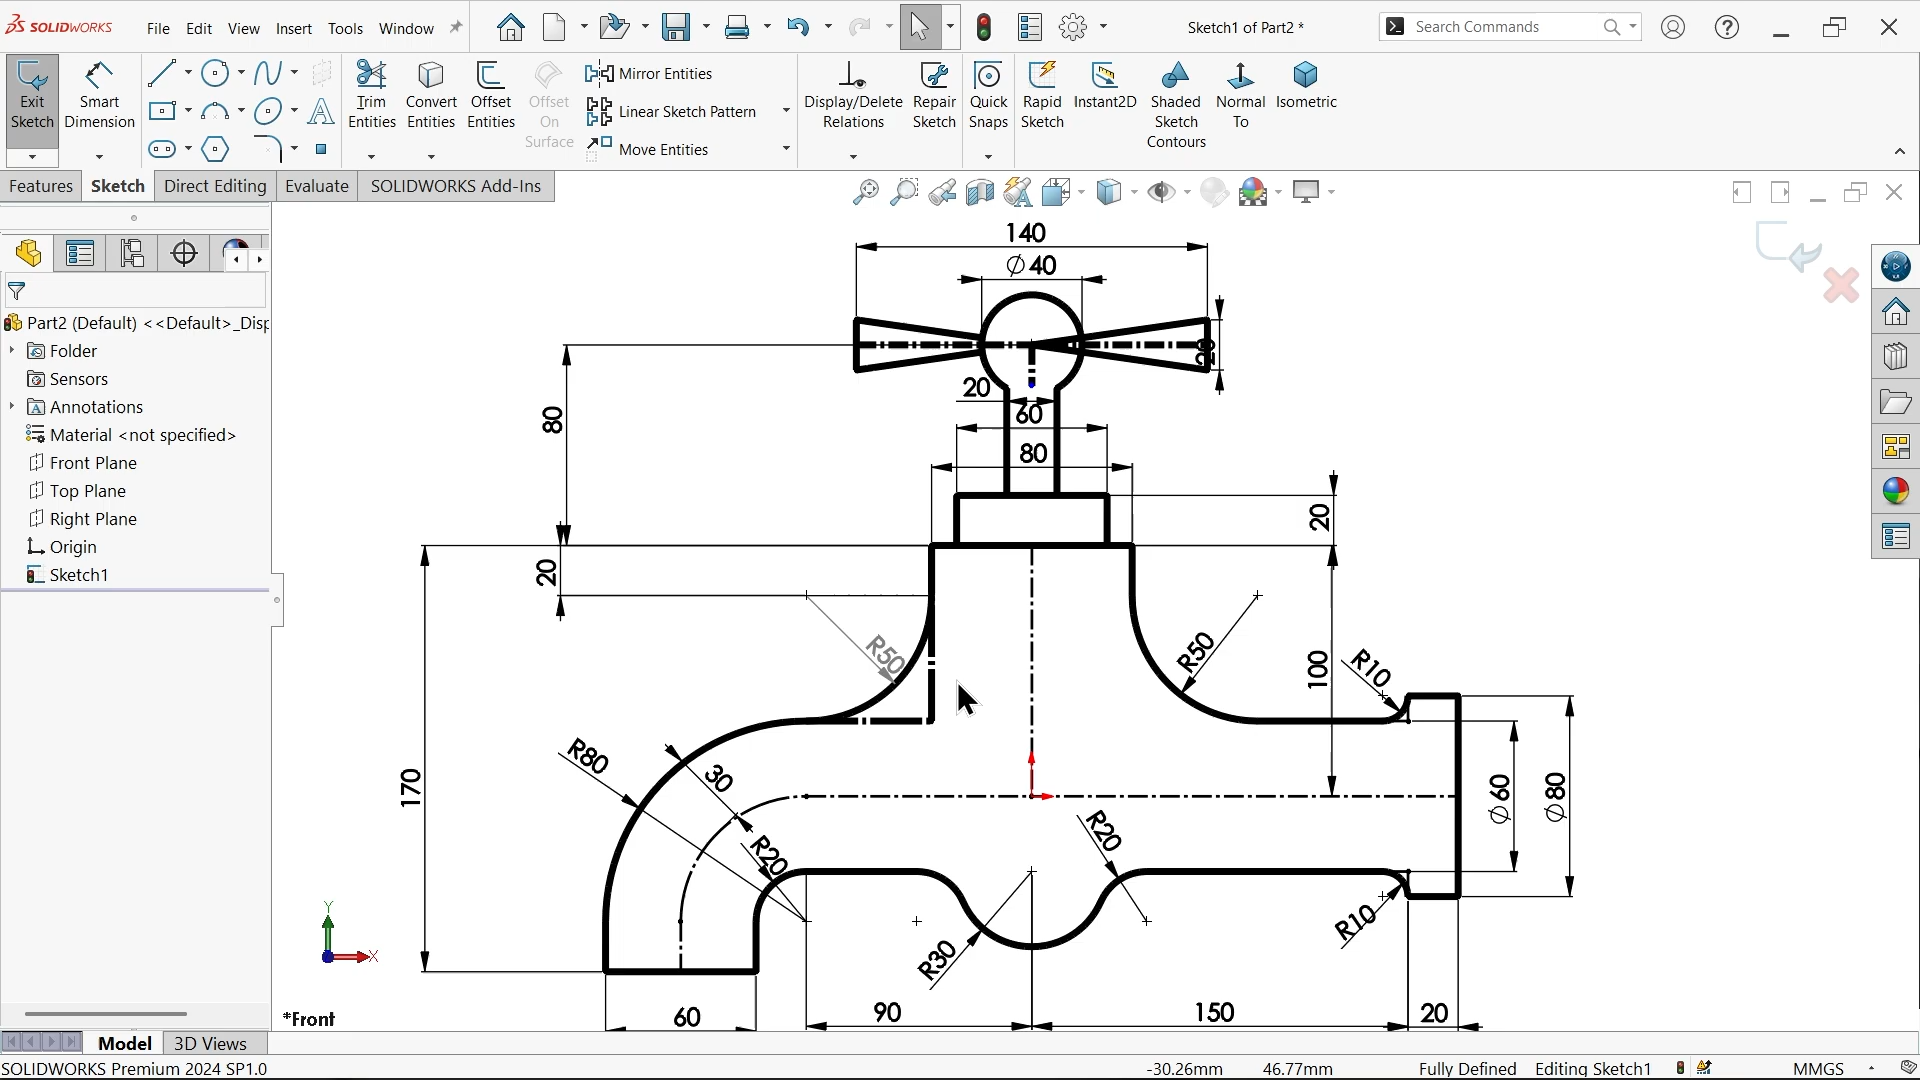 SOLIDWORKS File Edit View Insert Tools Window Sketch1 of Part2 * Search Commands
Exit Sketch
Smart Dimension
Trim Entities
Convert Entities
Offset Entities
Offset On Surface
Mirror Entities
Linear Sketch Pattern
Move Entities
Display/Delete Relations
Repair Sketch
Quick Snaps
Rapid Sketch
Instant2D
Shaded Sketch Contours
Normal To
Isometric
Features Sketch Direct Editing Evaluate SOLIDWORKS Add-Ins
Part2 (Default) <<Default>_Disp
Folder
Sensors
Annotations
Material <not specified>
Front Plane
Top Plane
Right Plane
Origin
Sketch1
140
∅40
20
80
20
60
80
20
20
R50
R50
100
R10
170
R80
30
R20
R20
∅60
∅80
R10
R30
60
90
150
20
Y
X
*Front
Model 3D Views
SOLIDWORKS Premium 2024 SP1.0 -30.26mm 46.77mm Fully Defined Editing Sketch1 MMGS